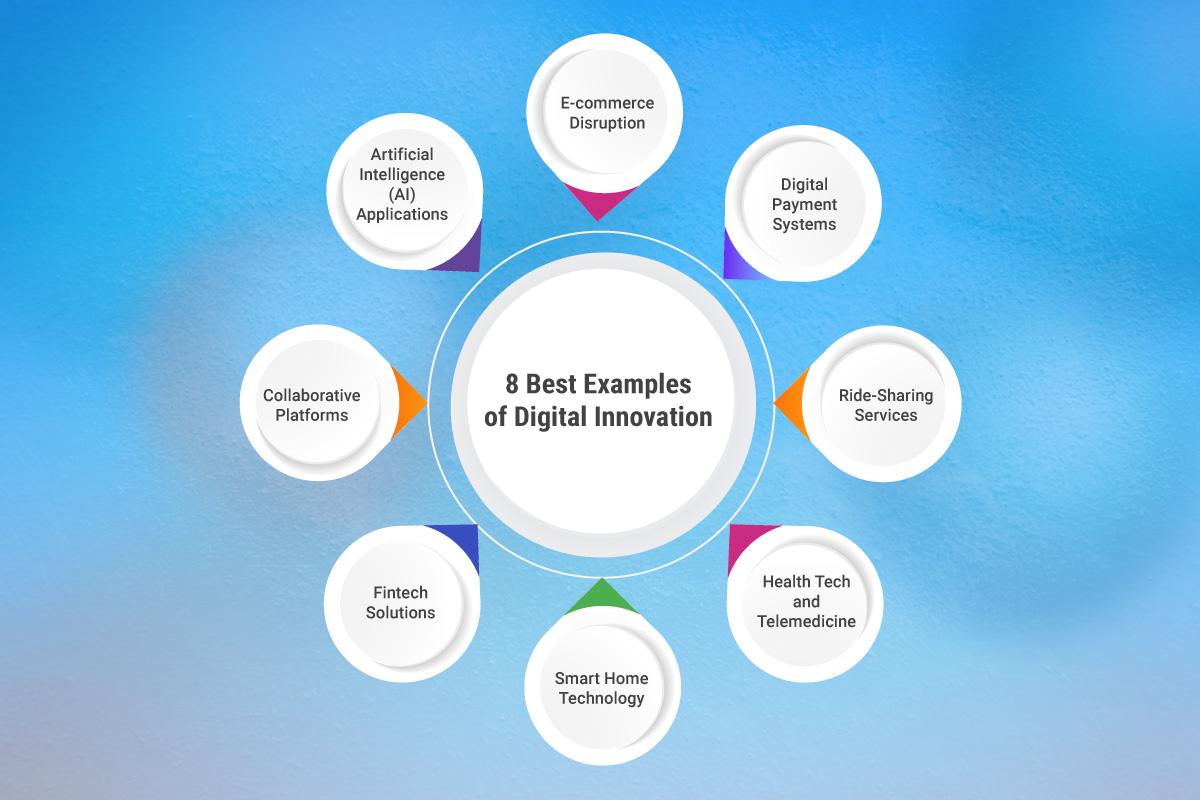 E-commerce
Disruption
Digital
Payment
Systems
Ride-Sharing
Services
Health Tech
and
Telemedicine
Smart Home
Technology
Fintech
Solutions
Collaborative
Platforms
Artificial
Intelligence
(AI)
Applications
8 Best Examples
of Digital Innovation